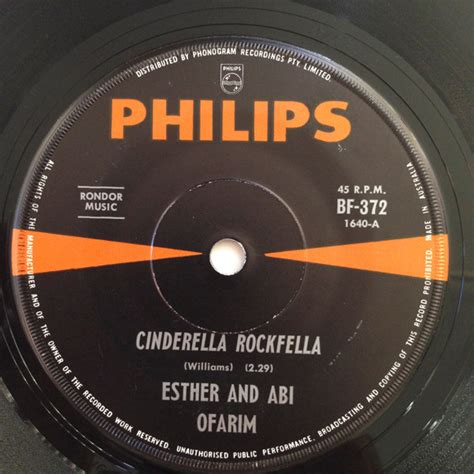 DISTRIBUTED BY PHONOGRAM RECORDINGS PTY. LIMITED.
PHILIPS
PHILIPS
RONDOR
MUSIC
45 R.P.M.
BF-372
1640-A
CINDERELLA ROCKFELLA
(Williams) (2.29)
ESTHER AND ABI
OFARIM
ALL RIGHTS OF THE MANUFACTURER AND OF THE OWNER OF THE RECORDED WORK RESERVED. UNAUTHORISED PUBLIC PERFORMANCE, BROADCASTING AND COPYING OF THIS RECORD PROHIBITED. MADE IN AUSTRALIA